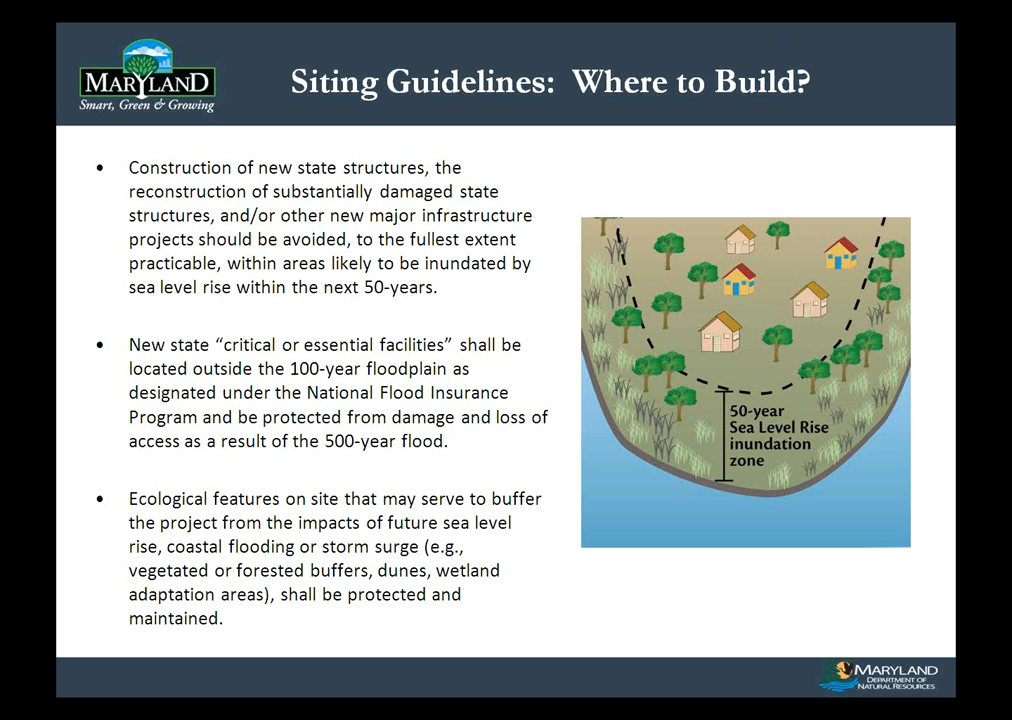 MARYLAND
Smart, Green & Growing
Siting Guidelines: Where to Build?
• Construction of new state structures, the
reconstruction of substantially damaged state
structures, and/or other new major infrastructure
projects should be avoided, to the fullest extent
practicable, within areas likely to be inundated by
sea level rise within the next 50-years.
• New state “critical or essential facilities” shall be
located outside the 100-year floodplain as
designated under the National Flood Insurance
Program and be protected from damage and loss of
access as a result of the 500-year flood.
• Ecological features on site that may serve to buffer
the project from the impacts of future sea level
rise, coastal flooding or storm surge (e.g.,
vegetated or forested buffers, dunes, wetland
adaptation areas), shall be protected and
maintained.
50-year
Sea Level Rise
inundation
zone
MARYLAND
DEPARTMENT OF
NATURAL RESOURCES